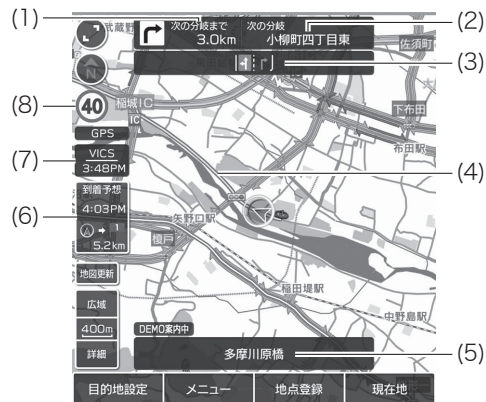 (1)
(2)
(3)
(4)
(5)
(6)
(7)
(8)
次の分岐まで
3.0km
次の分岐
小柳町四丁目東
武蔵野
佐須町
N
40
稲城IC
IC
下布田
布田駅
GPS
VICS
3:48PM
到着予想
4:03PM
1
5.2km
矢野口駅
榎戸
地図更新
稲田堤駅
中野島駅
広域
400m
詳細
DEMO案内中
多摩川原橋
目的地設定
メニュー
地点登録
現在地